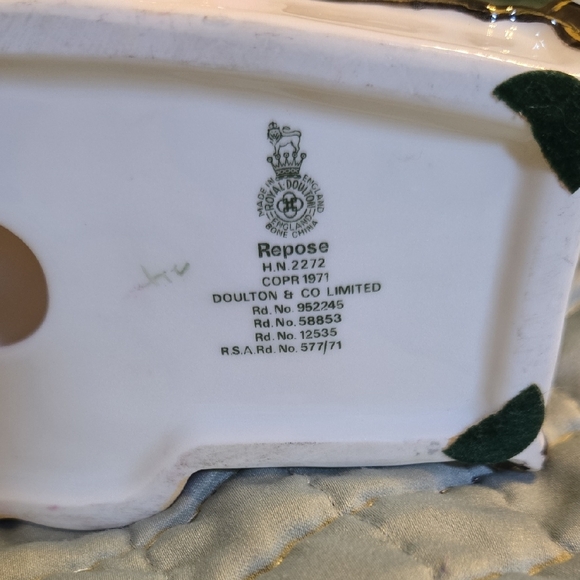 MADE IN ENGLAND
ROYAL DOULTON
ENGLAND
BONE CHINA
Repose
H.N.2272
COPR 1971
DOULTON & CO LIMITED
Rd. No. 952245
Rd. No. 58853
Rd. No. 12535
R.S.A Rd. No. 577/71